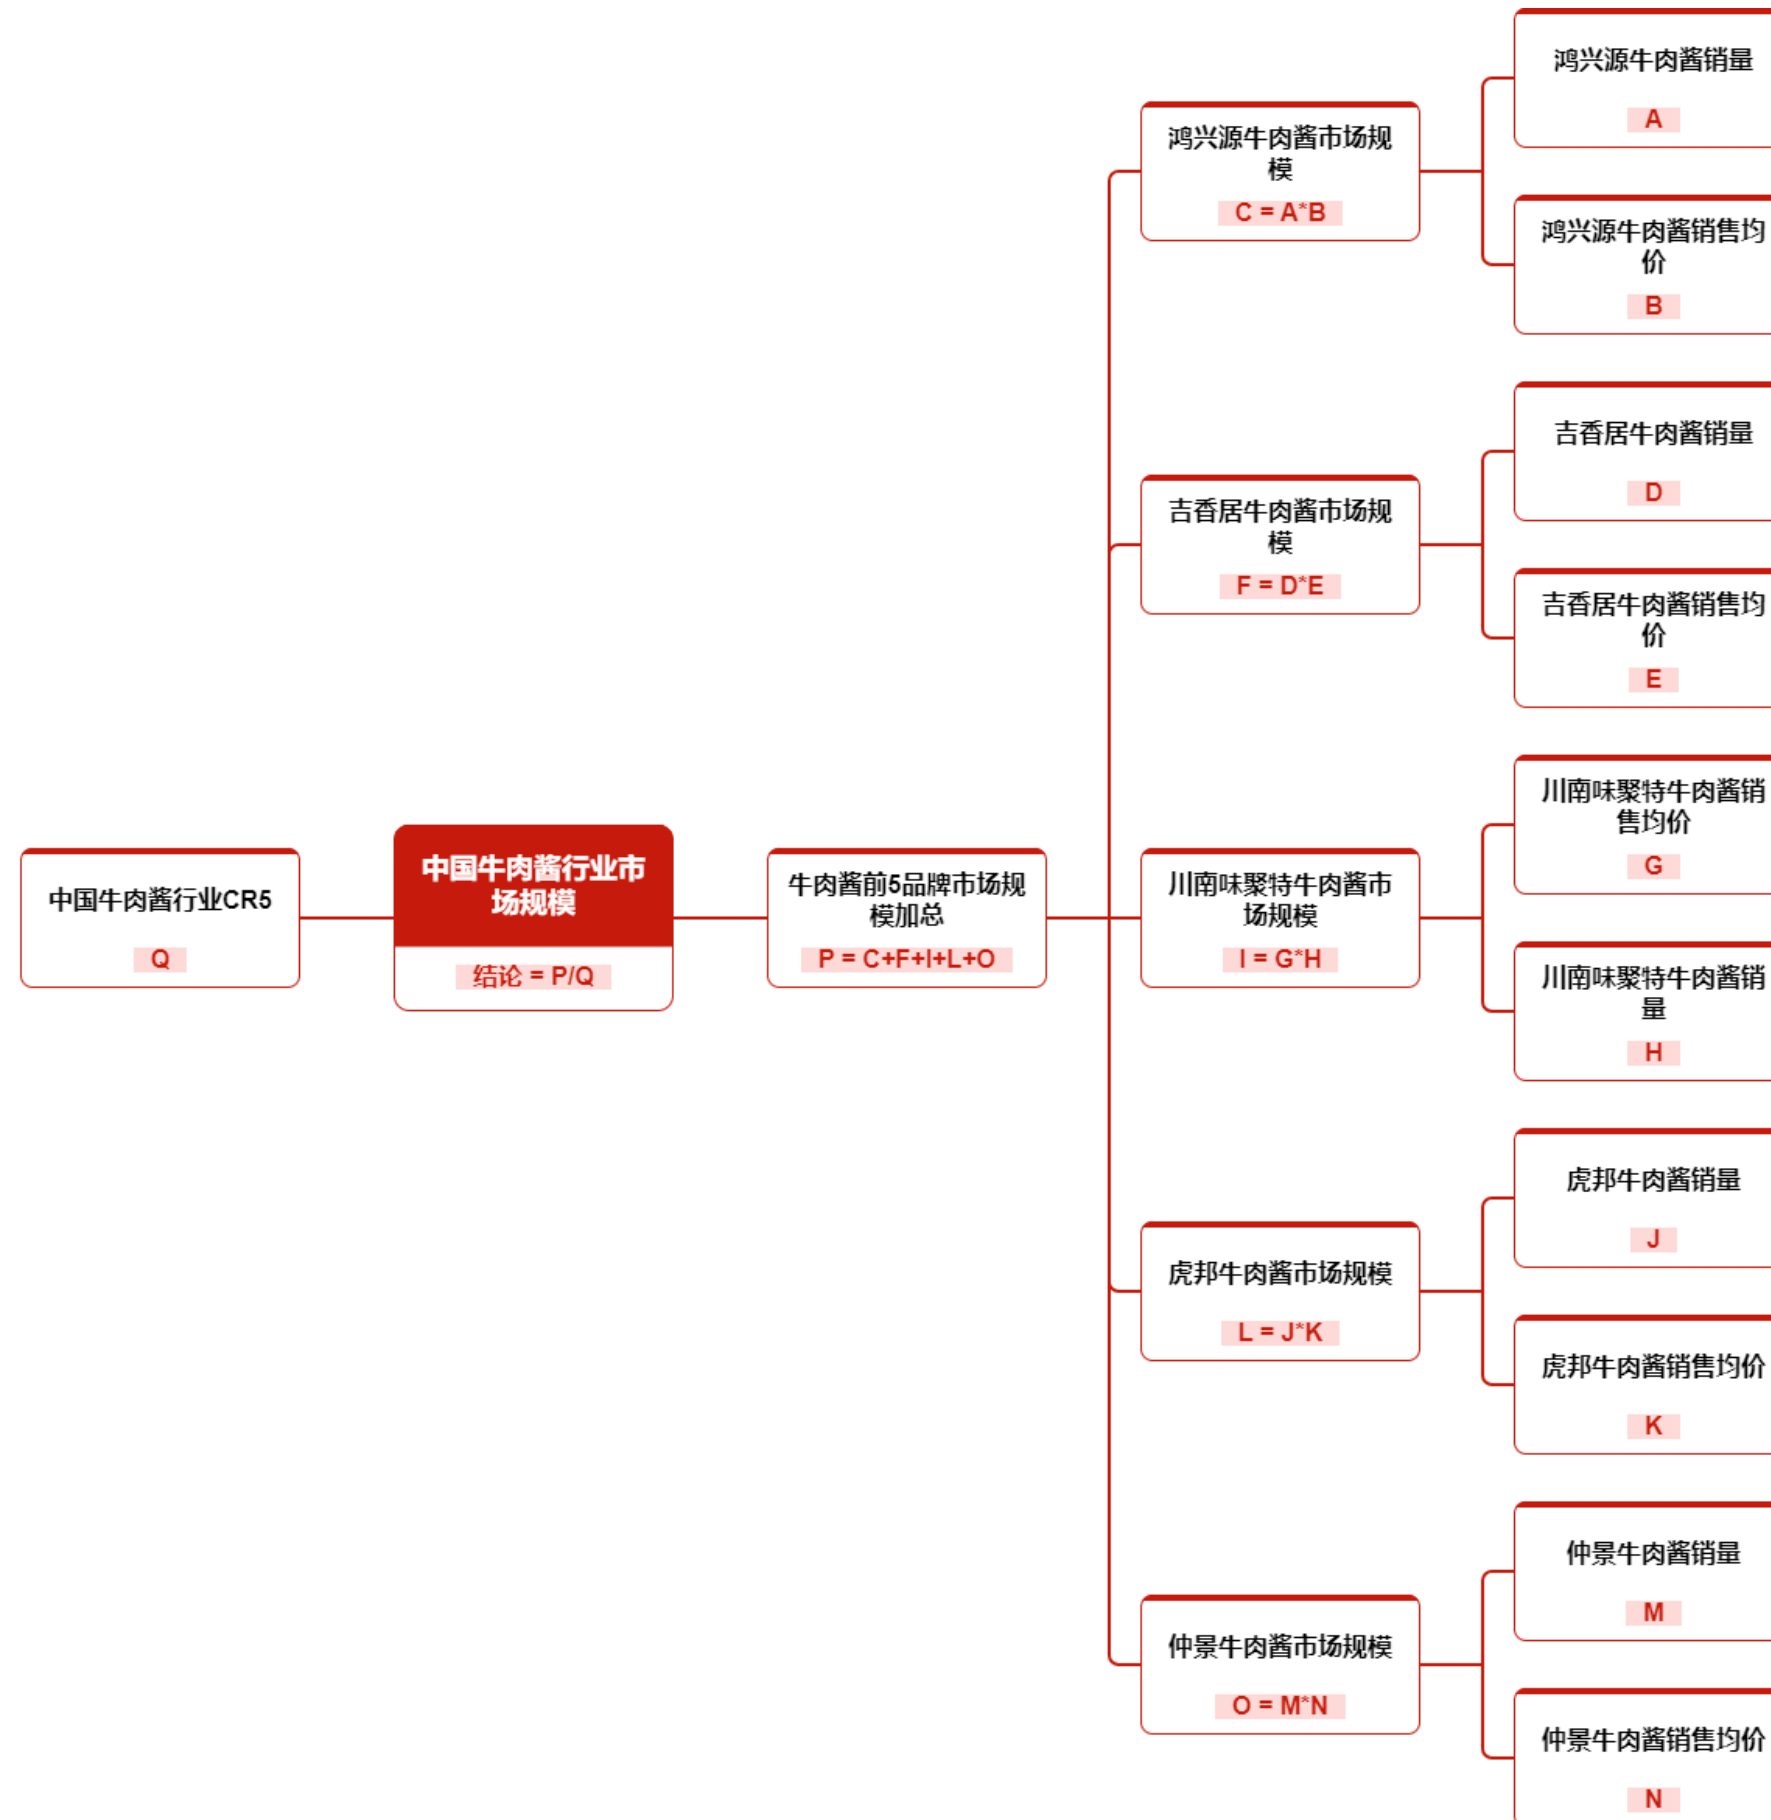 中国牛肉酱行业CR5
Q
中国牛肉酱行业市
场规模
结论 = P/Q
牛肉酱前5品牌市场规
模加总
P = C+F+I+L+O
鸿兴源牛肉酱市场规
模
C = A*B
鸿兴源牛肉酱销量
A
鸿兴源牛肉酱销售均
价
B
吉香居牛肉酱市场规
模
F = D*E
吉香居牛肉酱销量
D
吉香居牛肉酱销售均
价
E
川南味聚特牛肉酱市
场规模
I = G*H
川南味聚特牛肉酱销
售均价
G
川南味聚特牛肉酱销
量
H
虎邦牛肉酱市场规模
L = J*K
虎邦牛肉酱销量
J
虎邦牛肉酱销售均价
K
仲景牛肉酱市场规模
O = M*N
仲景牛肉酱销量
M
仲景牛肉酱销售均价
N